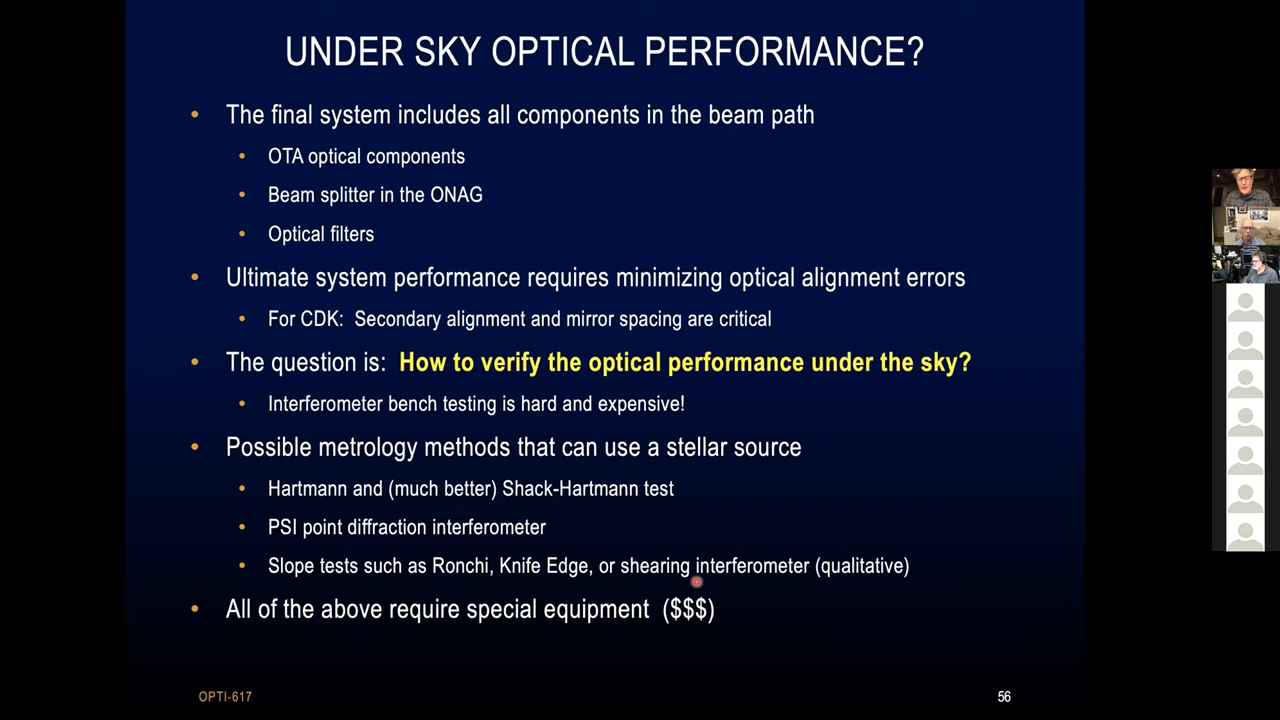 UNDER SKY OPTICAL PERFORMANCE?
• The final system includes all components in the beam path
• OTA optical components
• Beam splitter in the ONAG
• Optical filters
• Ultimate system performance requires minimizing optical alignment errors
• For CDK: Secondary alignment and mirror spacing are critical
• The question is: How to verify the optical performance under the sky?
• Interferometer bench testing is hard and expensive!
• Possible metrology methods that can use a stellar source
• Hartmann and (much better) Shack-Hartmann test
• PSI point diffraction interferometer
• Slope tests such as Ronchi, Knife Edge, or shearing interferometer (qualitative)
• All of the above require special equipment ($$$)
OPTI-617
56